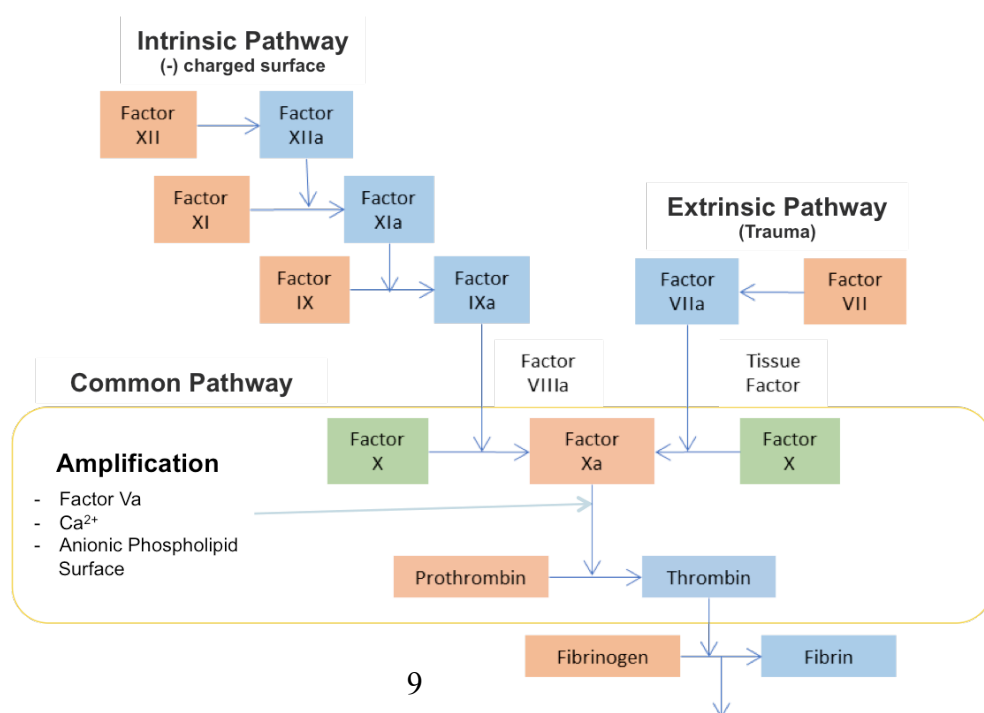 Intrinsic Pathway
(-) charged surface
Factor
XII
Factor
XIIa
Factor
XI
Factor
XIa
Factor
IX
Factor
IXa
Extrinsic Pathway
(Trauma)
Factor
VIIa
Factor
VII
Factor
VIIIa
Tissue
Factor
Common Pathway
Factor
X
Factor
Xa
Factor
X
Amplification
- Factor Va
- Ca²⁺
- Anionic Phospholipid
Surface
Prothrombin
Thrombin
Fibrinogen
Fibrin
9